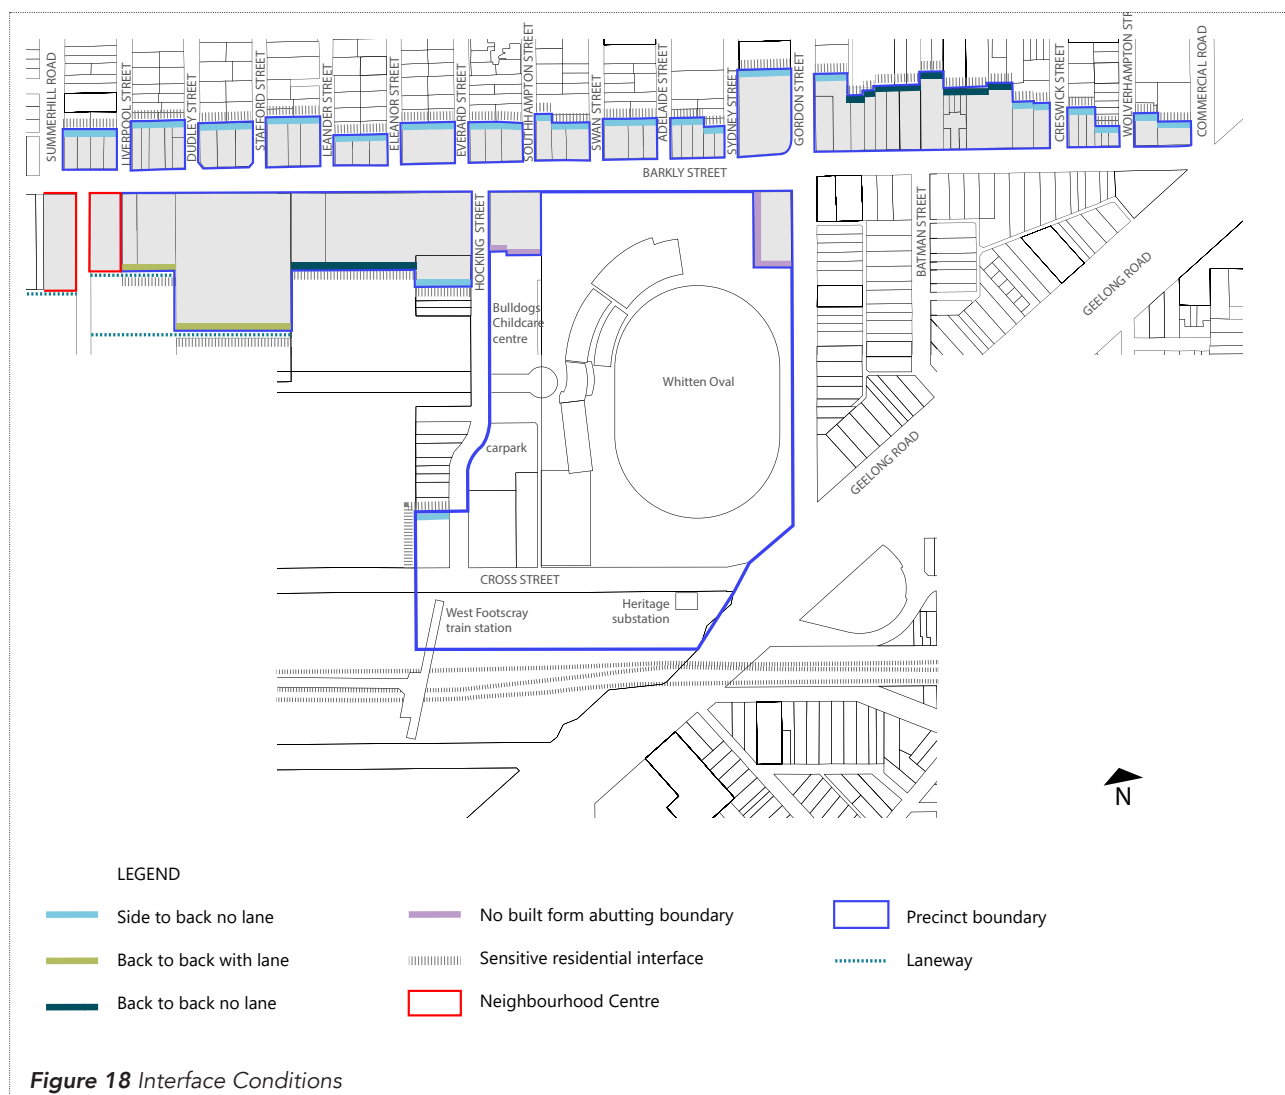 SUMMERHILL ROAD
LIVERPOOL STREET
DUDLEY STREET
STAFFORD STREET
LEANDER STREET
ELEANOR STREET
EVERARD STREET
SOUTHHAMPTON STREET
SWAN STREET
ADELAIDE STREET
SYDNEY STREET
GORDON STREET
CRESWICK STREET
WOLVERHAMPTON STR
COMMERCIAL ROAD
BARKLY STREET
HOCKING STREET
BATMAN STREET
GEELONG ROAD
Bulldogs
Childcare
centre
Whitten Oval
carpark
GEELONG ROAD
CROSS STREET
West Footscray
train station
Heritage
substation
N
LEGEND
Side to back no lane
Back to back with lane
Back to back no lane
No built form abutting boundary
Sensitive residential interface
Neighbourhood Centre
Precinct boundary
Laneway
Figure 18 Interface Conditions